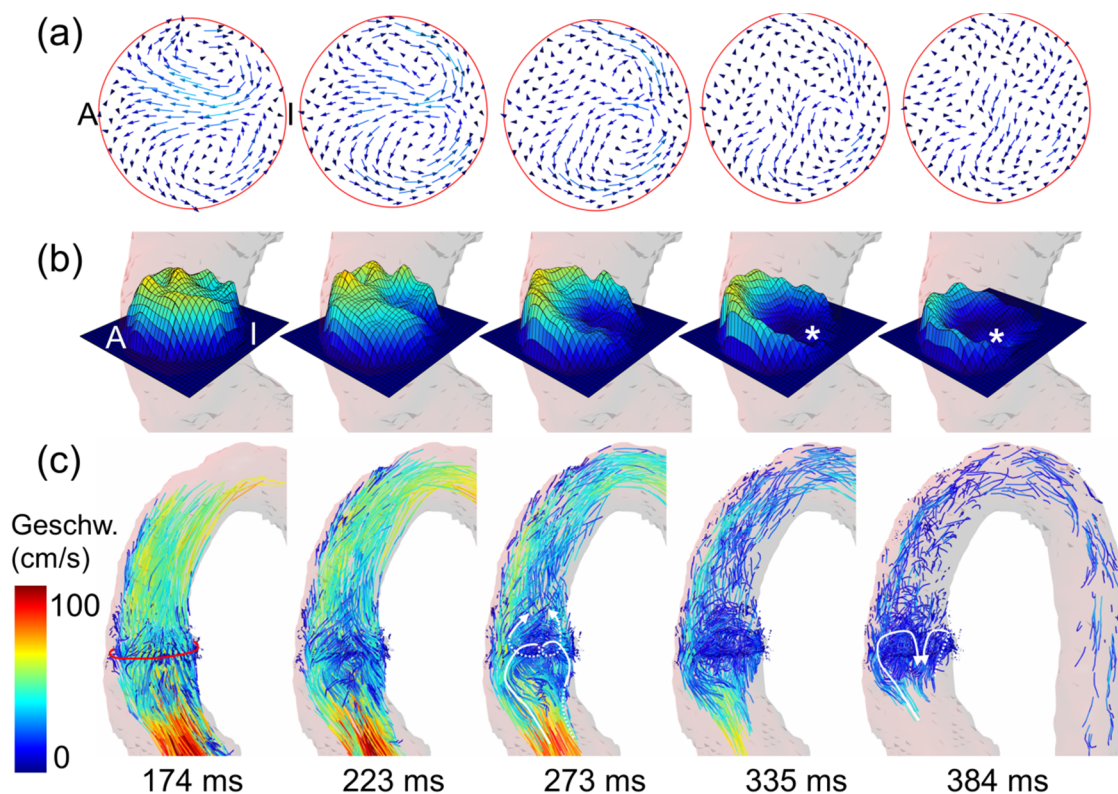 (a)
A I
(b)
A I * *
(c)
Geschw.
(cm/s)
100
0
174 ms 223 ms 273 ms 335 ms 384 ms